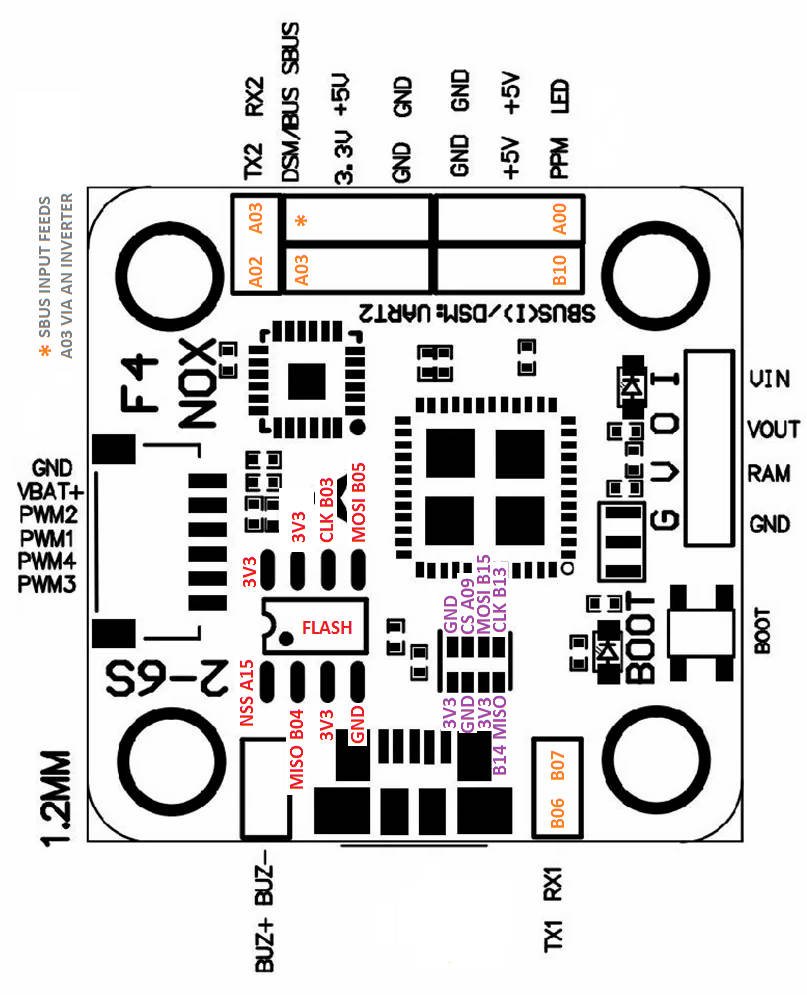 TX2 RX2
DSM/IBUS SBUS
3.3V +5V
GND GND
GND GND
+5V +5V
PPM LED
* SBUS INPUT FEEDS
A03 VIA AN INVERTER
A03
A02
*
A03
A00
B10
SBUS(I)/DSM:UART2
F4
NOX
I
O
V
G
VIN
VOUT
RAM
GND
GND
VBAT+
PWM2
PWM1
PWM4
PWM3
3V3
3V3
CLK B03
MOSI B05
FLASH
NSS A15
MISO B04
3V3
GND
GND
CS A09
MOSI B15
CLK B13
3V3
GND
3V3
B14 MISO
BOOT
BOOT
2-6S
1.2MM
B07
B06
BUZ+ BUZ-
TX1 RX1